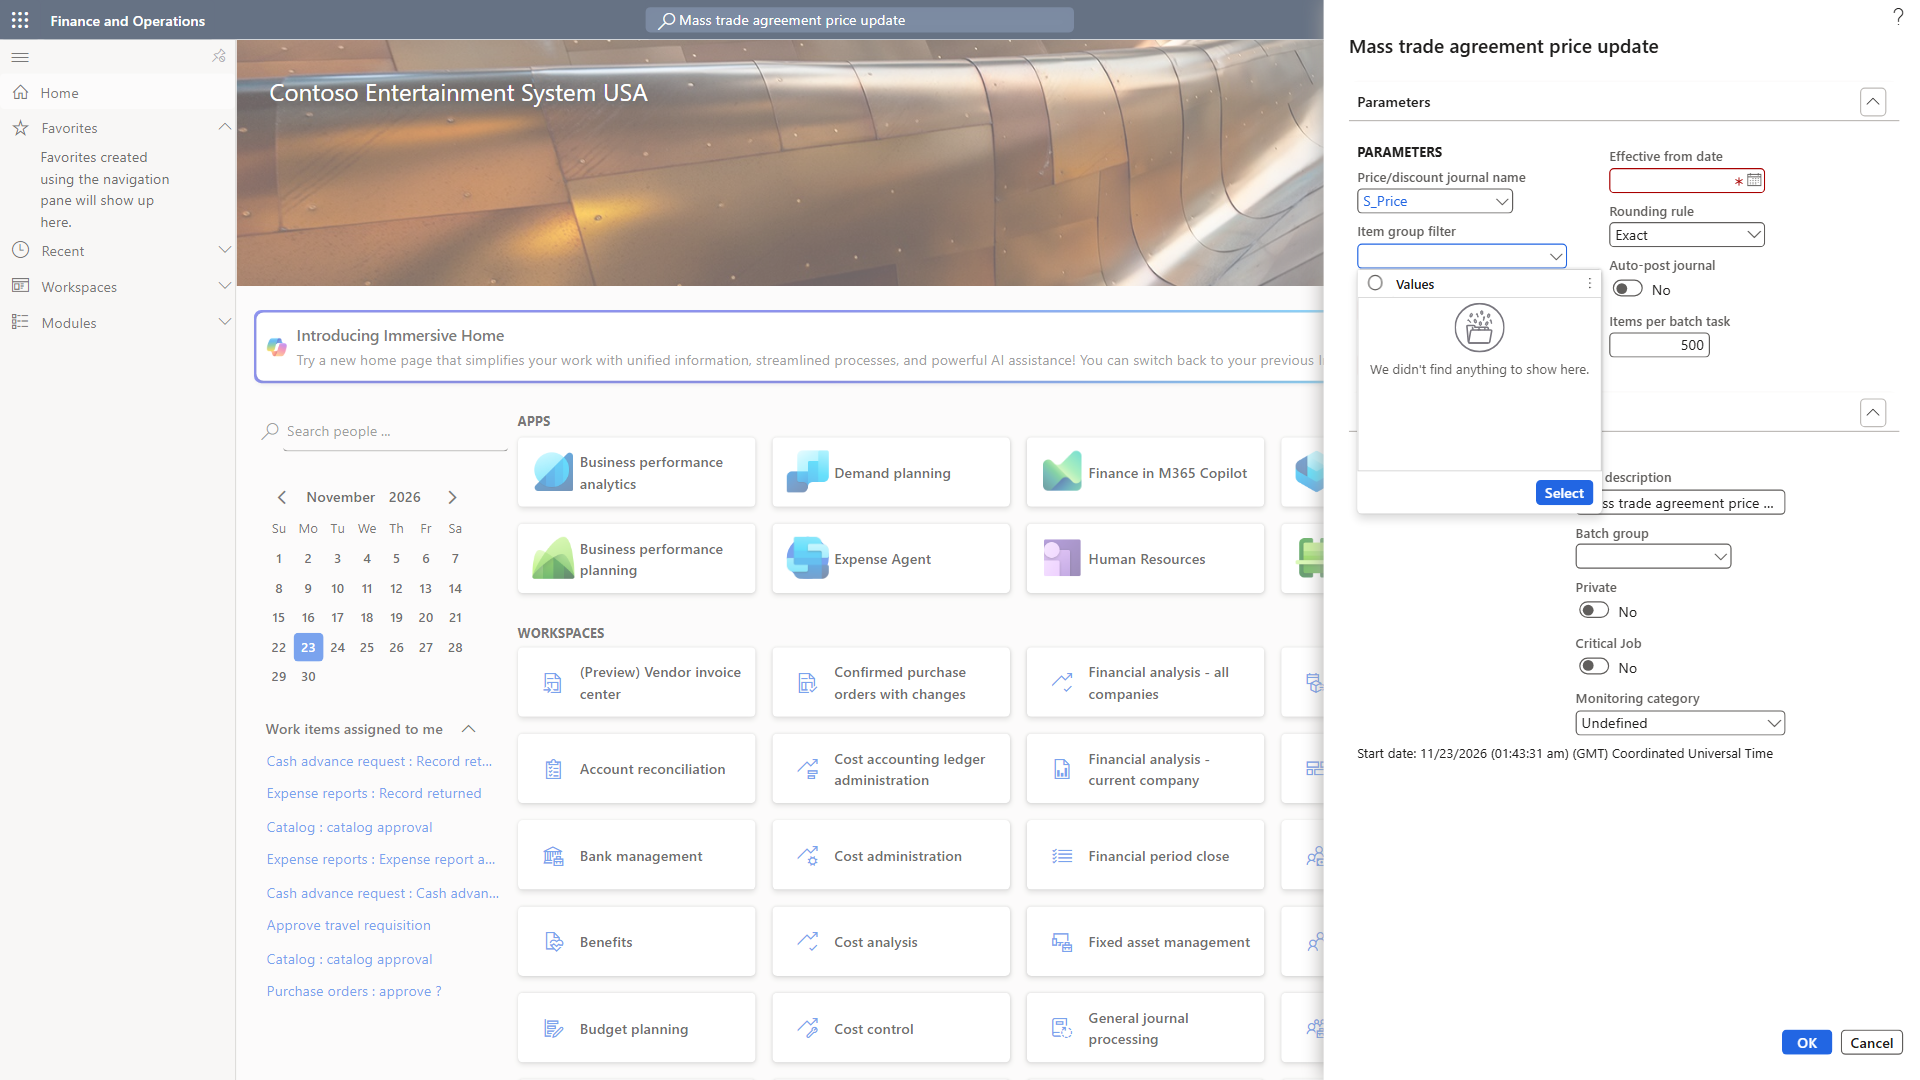 Finance and Operations
Mass trade agreement price update
?
Home
Favorites
Favorites created
using the navigation
pane will show up
here.
Recent
Workspaces
Modules
Contoso Entertainment System USA
Introducing Immersive Home
Try a new home page that simplifies your work with unified information, streamlined processes, and powerful AI assistance! You can switch back to your previous
Search people ...
November 2026
Su Mo Tu We Th Fr Sa
1 2 3 4 5 6 7
8 9 10 11 12 13 14
15 16 17 18 19 20 21
22 23 24 25 26 27 28
29 30
Work items assigned to me
Cash advance request : Record ret...
Expense reports : Record returned
Catalog : catalog approval
Expense reports : Expense report a...
Cash advance request : Cash advan...
Approve travel requisition
Catalog : catalog approval
Purchase orders : approve ?
APPS
Business performance
analytics
Demand planning
Finance in M365 Copilot
Business performance
planning
Expense Agent
Human Resources
WORKSPACES
(Preview) Vendor invoice
center
Confirmed purchase
orders with changes
Financial analysis - all
companies
Account reconciliation
Cost accounting ledger
administration
Financial analysis -
current company
Bank management
Cost administration
Financial period close
Benefits
Cost analysis
Fixed asset management
Budget planning
Cost control
General journal
processing
Mass trade agreement price update
Parameters
PARAMETERS
Price/discount journal name
S_Price
Item group filter
Values
We didn't find anything to show here.
Select
Effective from date
*
Rounding rule
Exact
Auto-post journal
No
Items per batch task
500
description
ss trade agreement price ...
Batch group
Private
No
Critical Job
No
Monitoring category
Undefined
Start date: 11/23/2026 (01:43:31 am) (GMT) Coordinated Universal Time
OK
Cancel